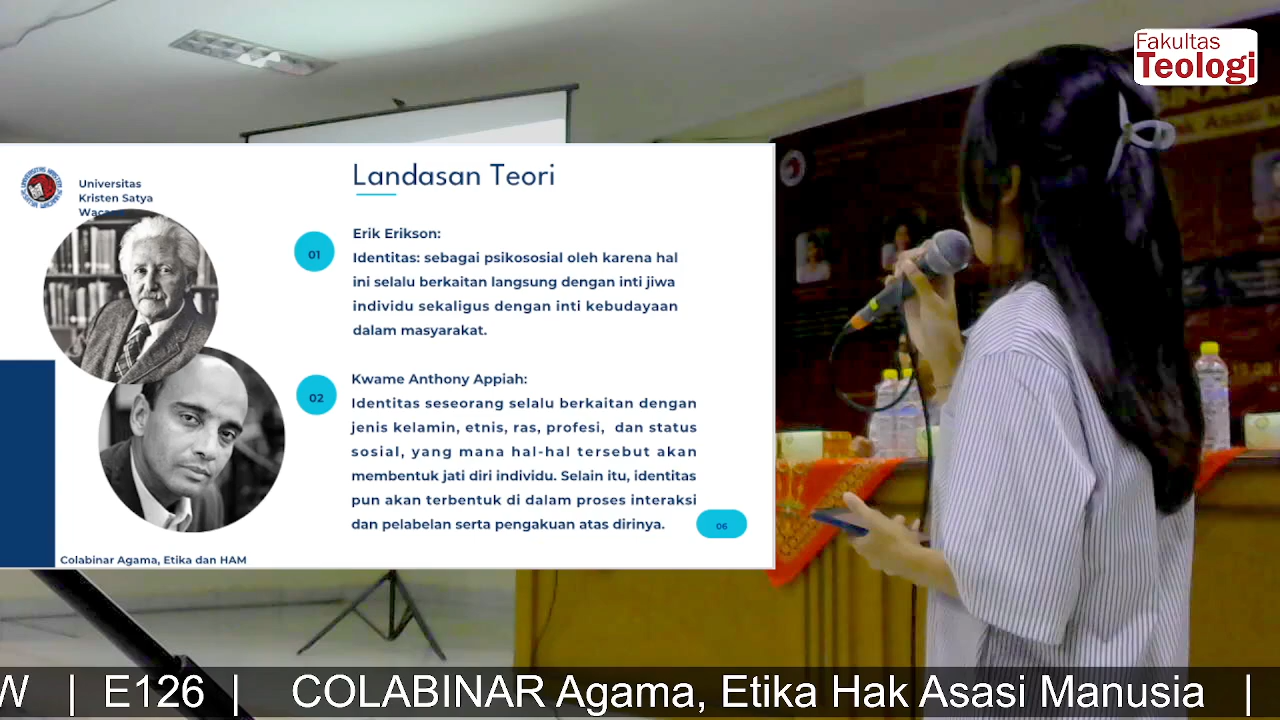 Fakultas
Teologi
Landasan Teori
Universitas
Kristen Satya
Wacana
01
Erik Erikson:
Identitas: sebagai psikososial oleh karena hal
ini selalu berkaitan langsung dengan inti jiwa
individu sekaligus dengan inti kebudayaan
dalam masyarakat.
02
Kwame Anthony Appiah:
Identitas seseorang selalu berkaitan dengan
jenis kelamin, etnis, ras, profesi, dan status
sosial, yang mana hal-hal tersebut akan
membentuk jati diri individu. Selain itu, identitas
pun akan terbentuk di dalam proses interaksi
dan pelabelan serta pengakuan atas dirinya.
06
Colabinar Agama, Etika dan HAM
W | E126 | COLABINAR Agama, Etika Hak Asasi Manusia |